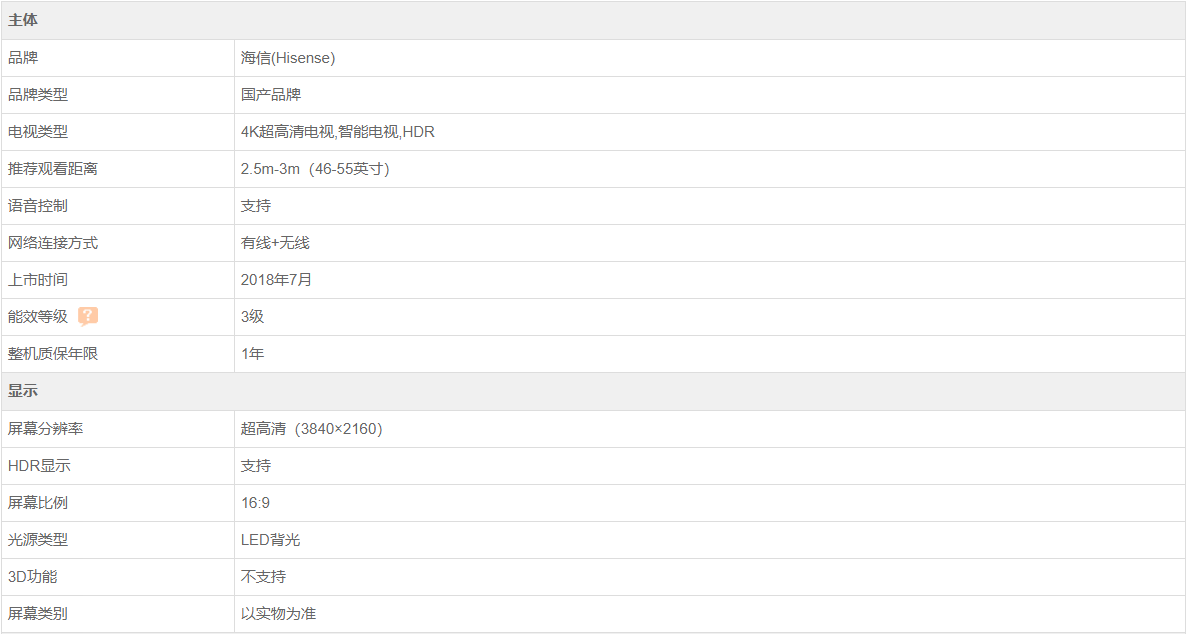 主体
品牌 海信(Hisense)
品牌类型 国产品牌
电视类型 4K超高清电视,智能电视,HDR
推荐观看距离 2.5m-3m（46-55英寸）
语音控制 支持
网络连接方式 有线+无线
上市时间 2018年7月
能效等级 ? 3级
整机质保年限 1年
显示
屏幕分辨率 超高清（3840×2160）
HDR显示 支持
屏幕比例 16:9
光源类型 LED背光
3D功能 不支持
屏幕类别 以实物为准